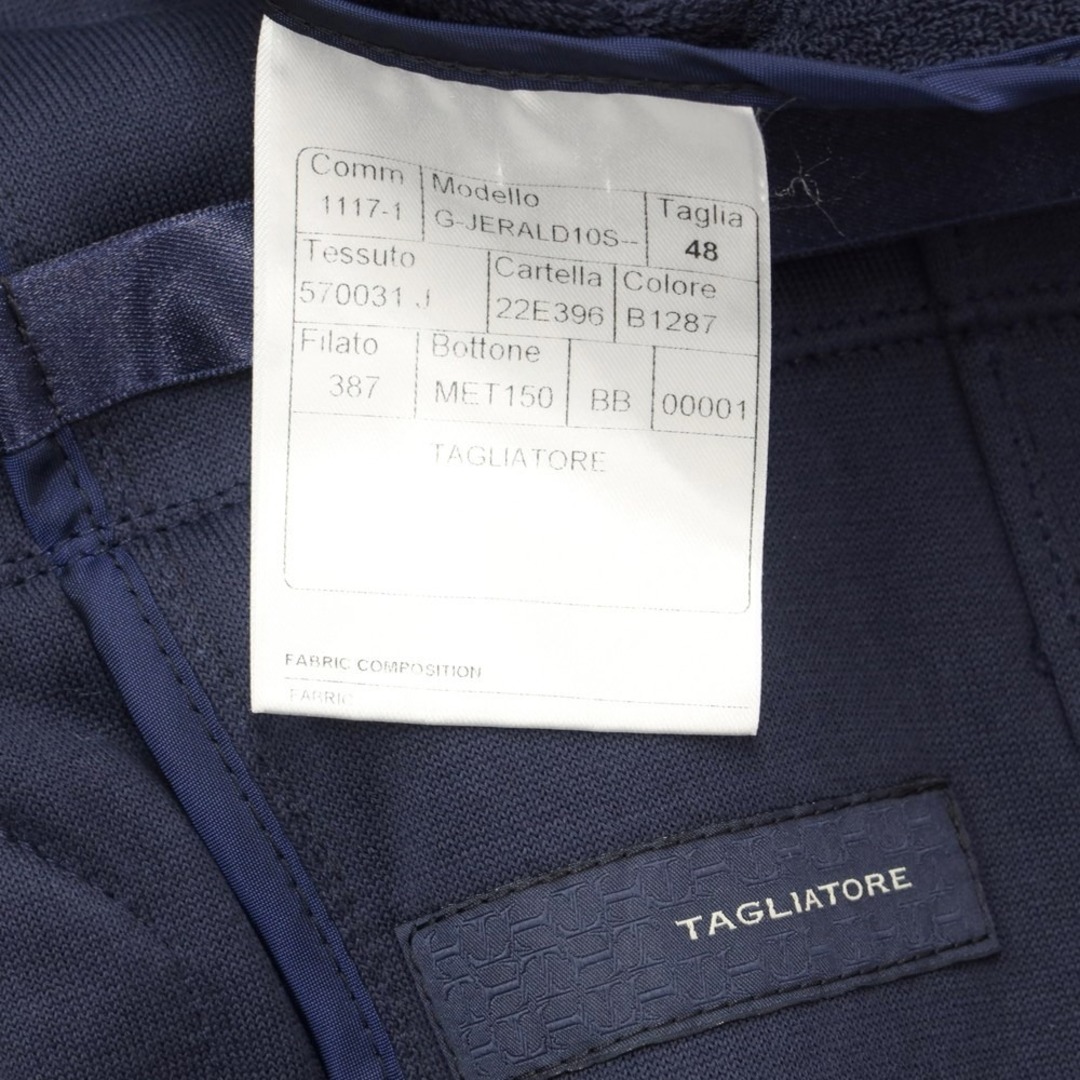 Comm Modello Taglia
1117-1 G-JERALD10S-- 48
Tessuto Cartella Colore
570031 J 22E396 B1287
Filato Bottone
387 MET150 BB 00001
TAGLIATORE
FABRIC COMPOSITION
FABRIC
TAGLIATORE